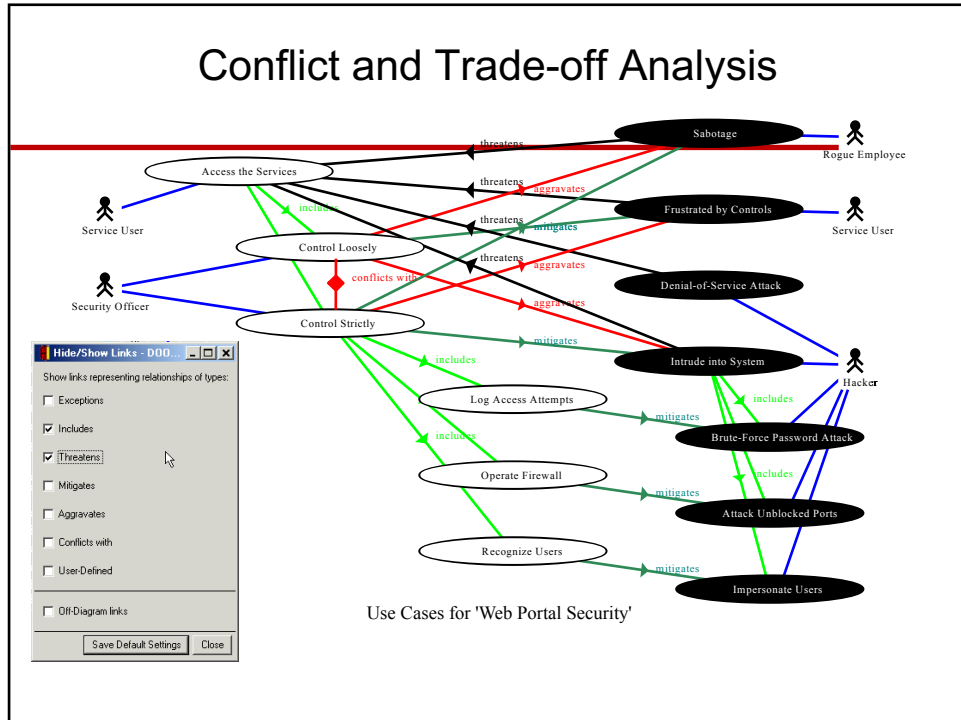 Conflict and Trade-off Analysis
threatens
Sabotage
Rogue Employee
Access the Services
threatens
aggravates
includes
Frustrated by Controls
Service User
Service User
threatens
mitigates
Control Loosely
threatens
aggravates
conflicts with
Denial-of-Service Attack
Security Officer
aggravates
Control Strictly
mitigates
Intrude into System
Hacker
includes
includes
Log Access Attempts
mitigates
Brute-Force Password Attack
includes
includes
Operate Firewall
mitigates
Attack Unblocked Ports
Recognize Users
mitigates
Impersonate Users
Use Cases for 'Web Portal Security'
Hide/Show Links - DOO...
Show links representing relationships of types:
Exceptions
Includes
Threatens
Mitigates
Aggravates
Conflicts with
User-Defined
Off-Diagram links
Save Default Settings
Close